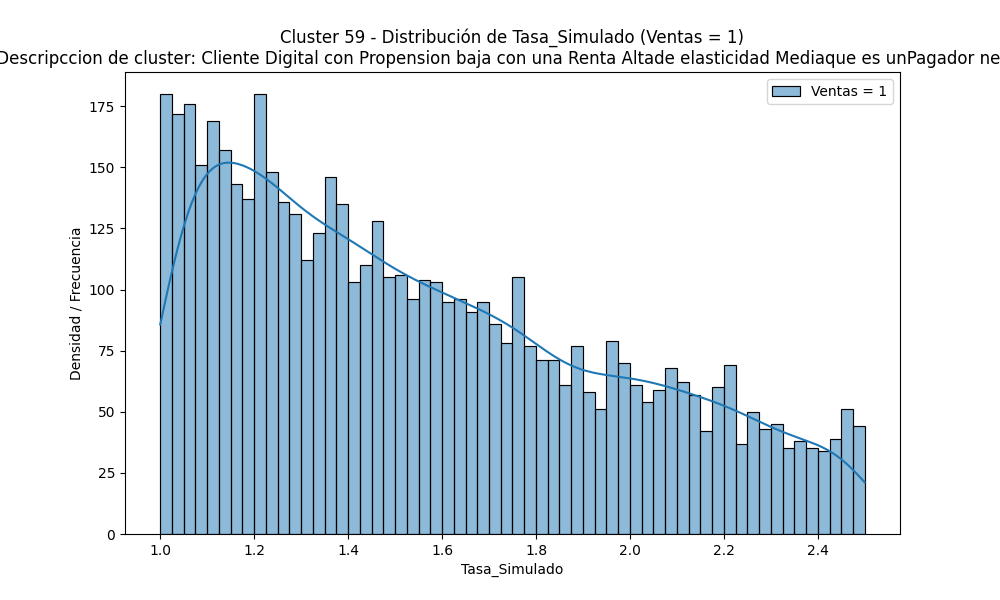 Cluster 59 - Distribución de Tasa_Simulado (Ventas = 1)
Descripccion de cluster: Cliente Digital con Propension baja con una Renta Altade elasticidad Mediaque es unPagador ne
Ventas = 1
175
150
125
100
75
50
25
0
Densidad / Frecuencia
1.0 1.2 1.4 1.6 1.8 2.0 2.2 2.4
Tasa_Simulado